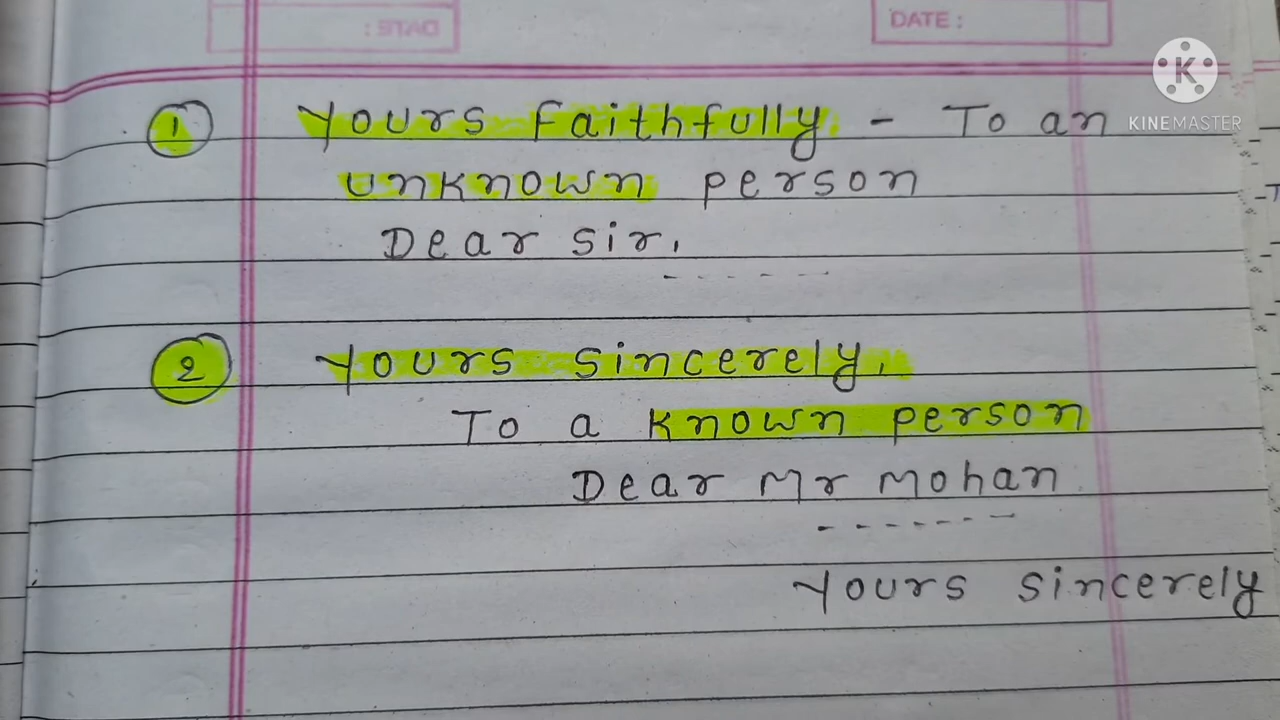 DATE :
DATE :
K
KINEMASTER
1 Yours Faithfully - To an
unknown person
Dear Sir,
2 Yours Sincerely,
To a known person
Dear Mr Mohan
Yours Sincerely